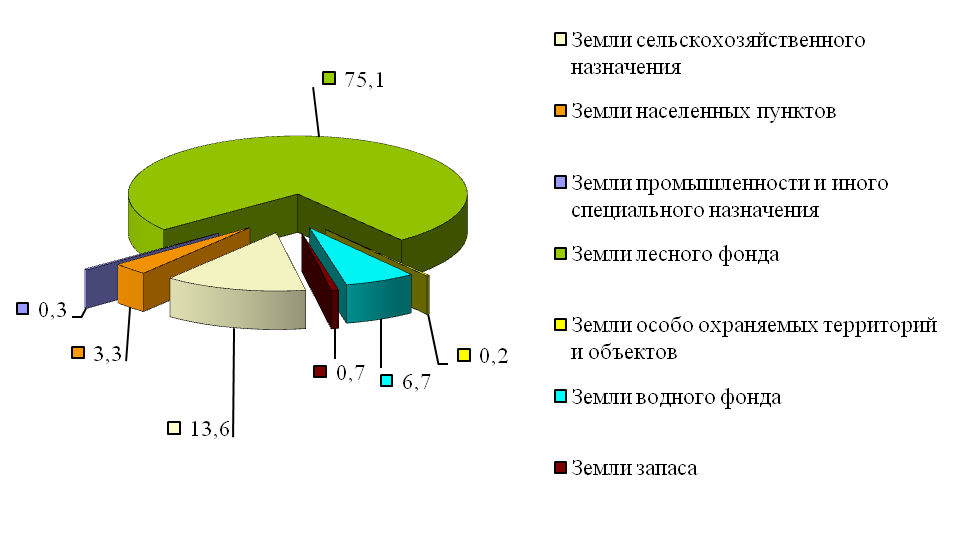 75,1
0,3
3,3
13,6
0,7
6,7
0,2
Земли сельскохозяйственного
назначения
Земли населенных пунктов
Земли промышленности и иного
специального назначения
Земли лесного фонда
Земли особо охраняемых территорий
и объектов
Земли водного фонда
Земли запаса